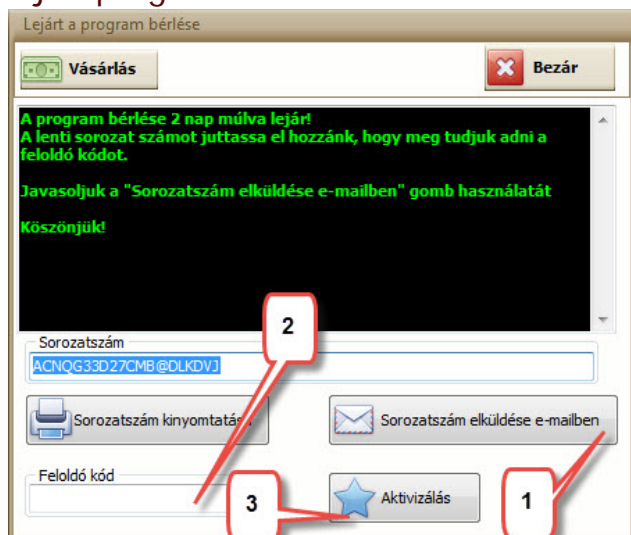 Lejárt a program bérlése
Vásárlás
Bezár
A program bérlése 2 nap múlva lejár!
A lenti sorozat számot juttassa el hozzánk, hogy meg tudjuk adni a
feloldó kódot.
Javasoljuk a "Sorozatszám elküldése e-mailben" gomb használatát
Köszönjük!
2
Sorozatszám
ACNQG33D27CMB@DLKDVJ
Sorozatszám
Sorozatszám elküldése e-mailben
Feloldó kód
3
Aktivizálás
1